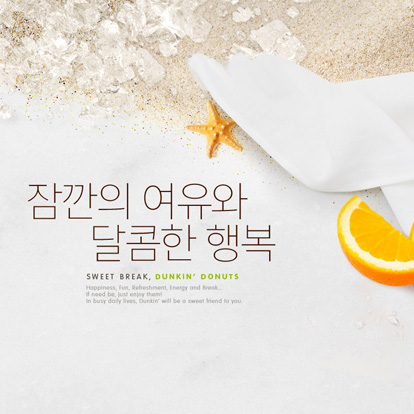 잠깐의 여유와
달콤한 행복
SWEET BREAK, DUNKIN' DONUTS
Happiness, Fun, Refreshment, Energy and Break...
If need be, just enjoy them!
In busy daily lives, Dunkin' will be a sweet friend to you.